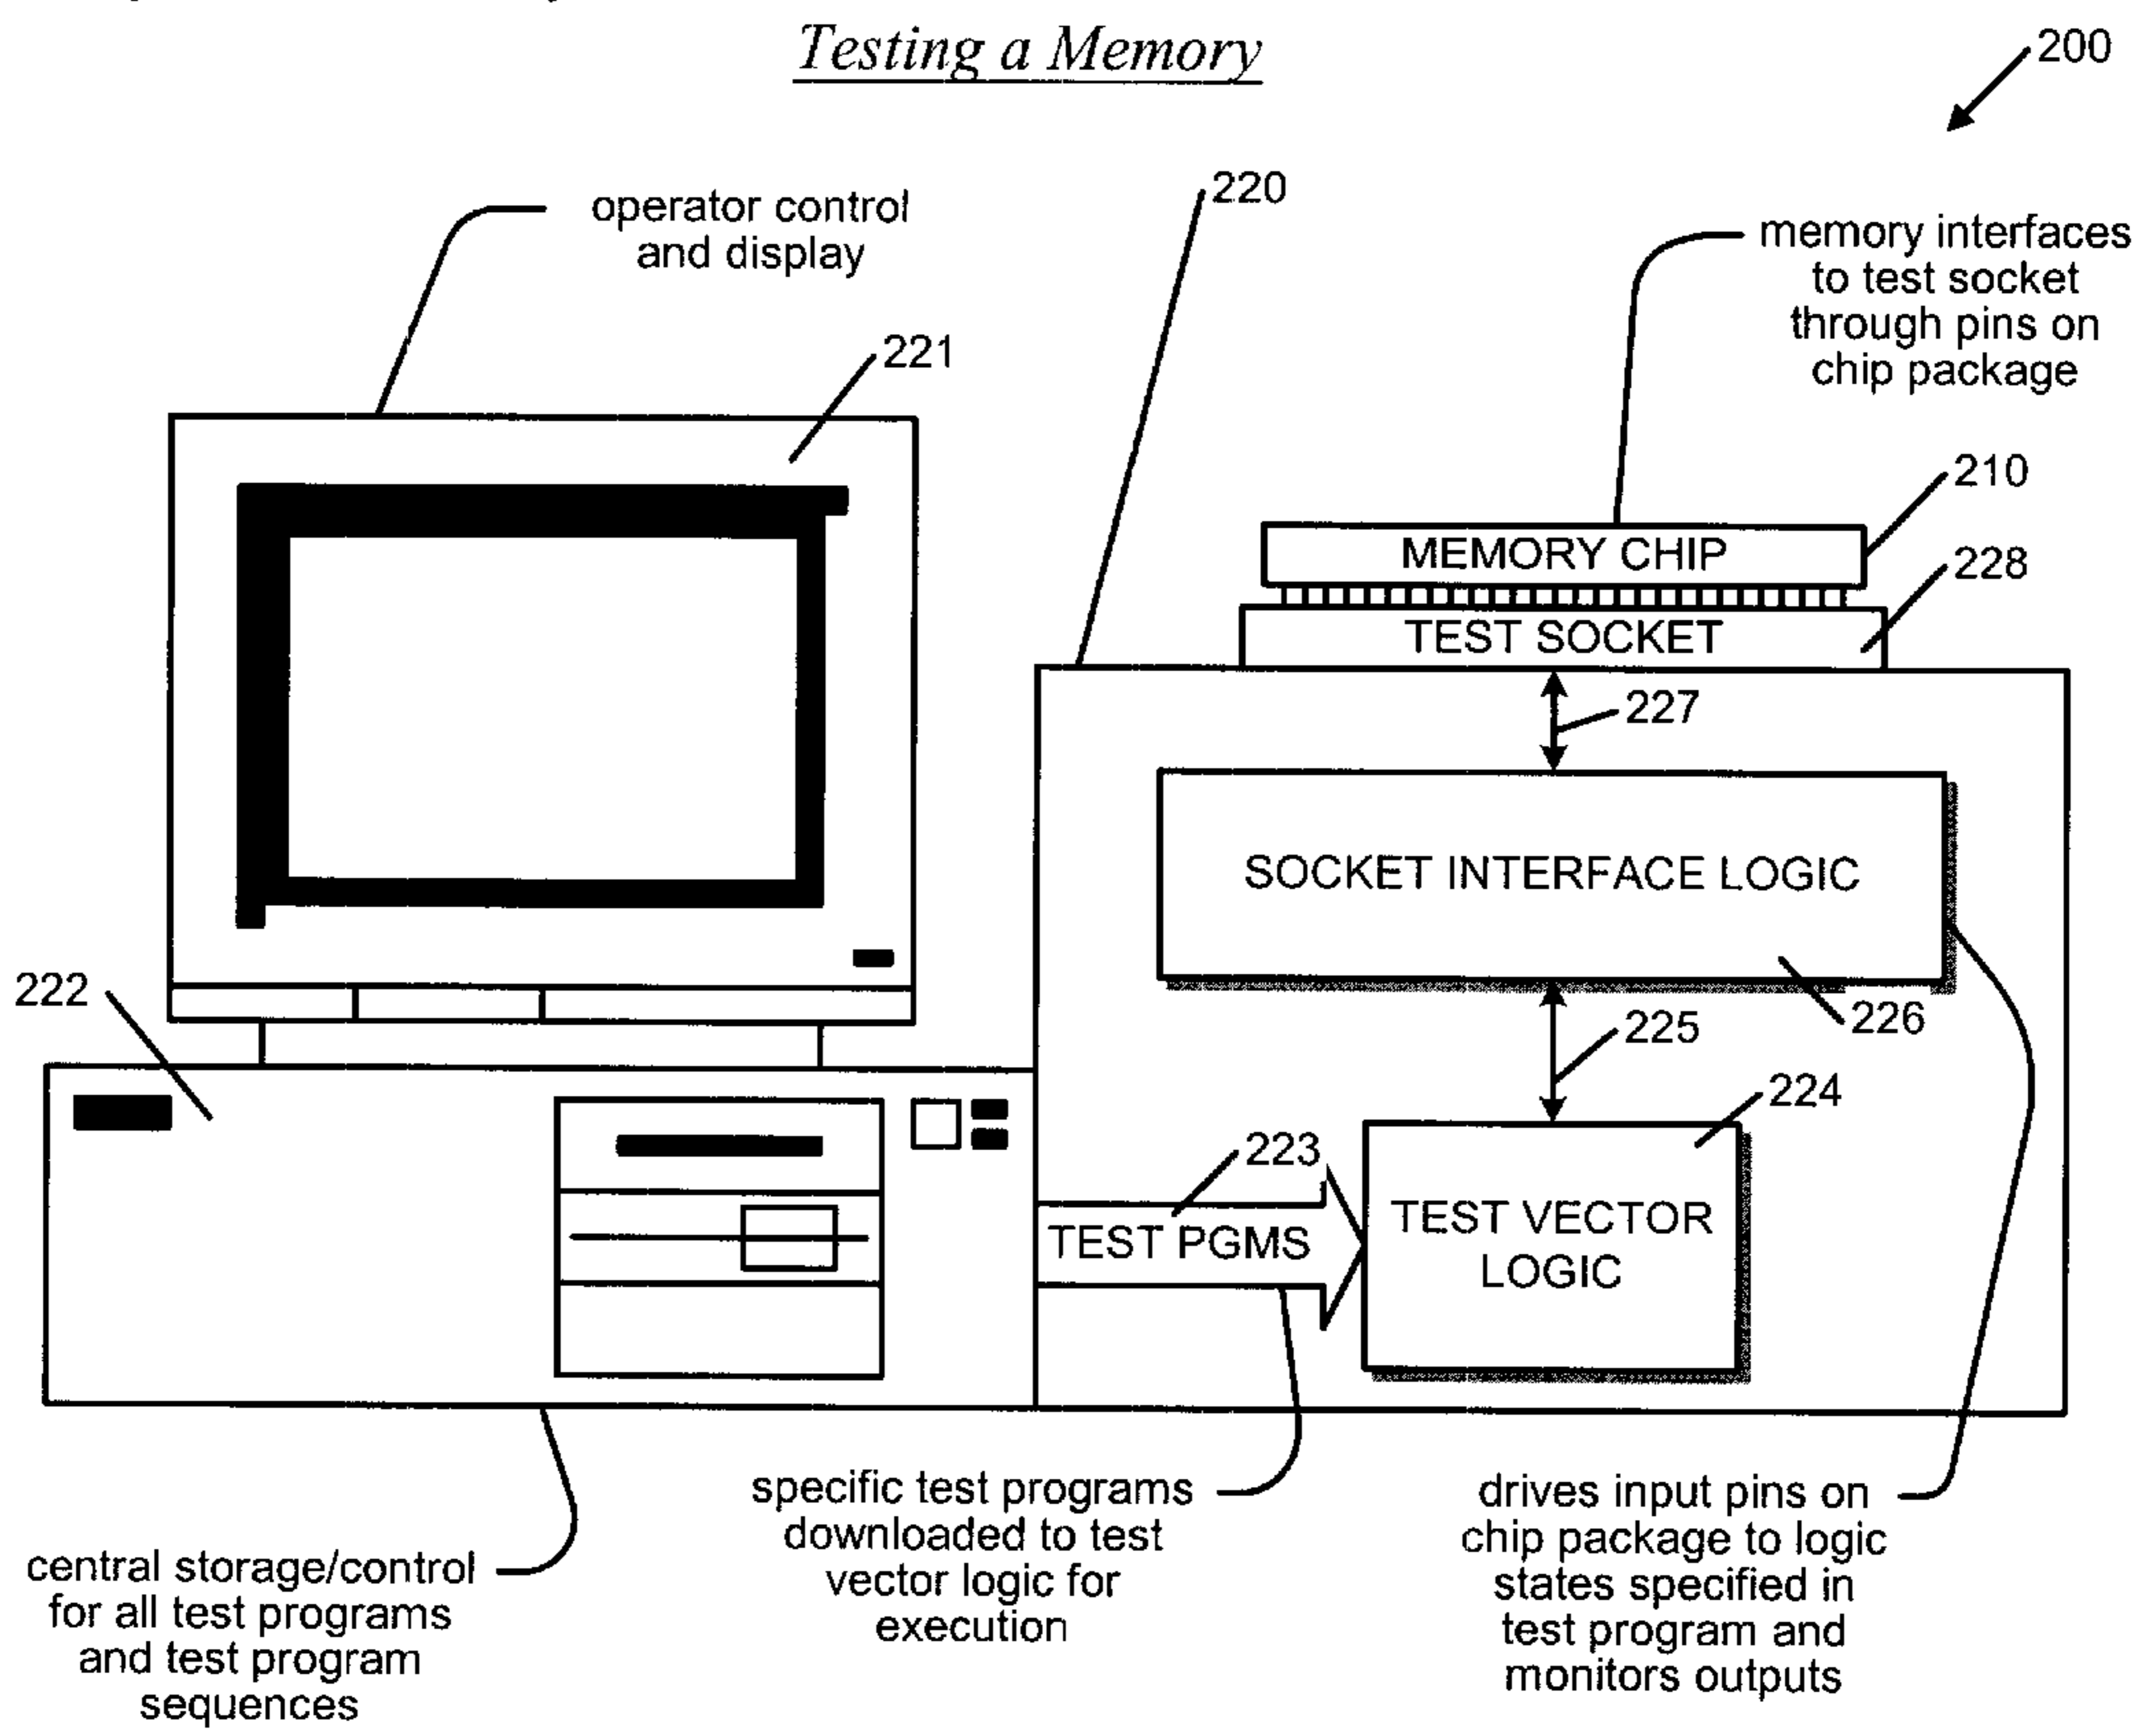 Testing a Memory
200
220
operator control
and display
memory interfaces
to test socket
through pins on
chip package
221
210
MEMORY CHIP
228
TEST SOCKET
227
SOCKET INTERFACE LOGIC
222
226
225
224
223
TEST PGMS
TEST VECTOR
LOGIC
specific test programs
downloaded to test
vector logic for
execution
drives input pins on
chip package to logic
states specified in
test program and
monitors outputs
central storage/control
for all test programs
and test program
sequences